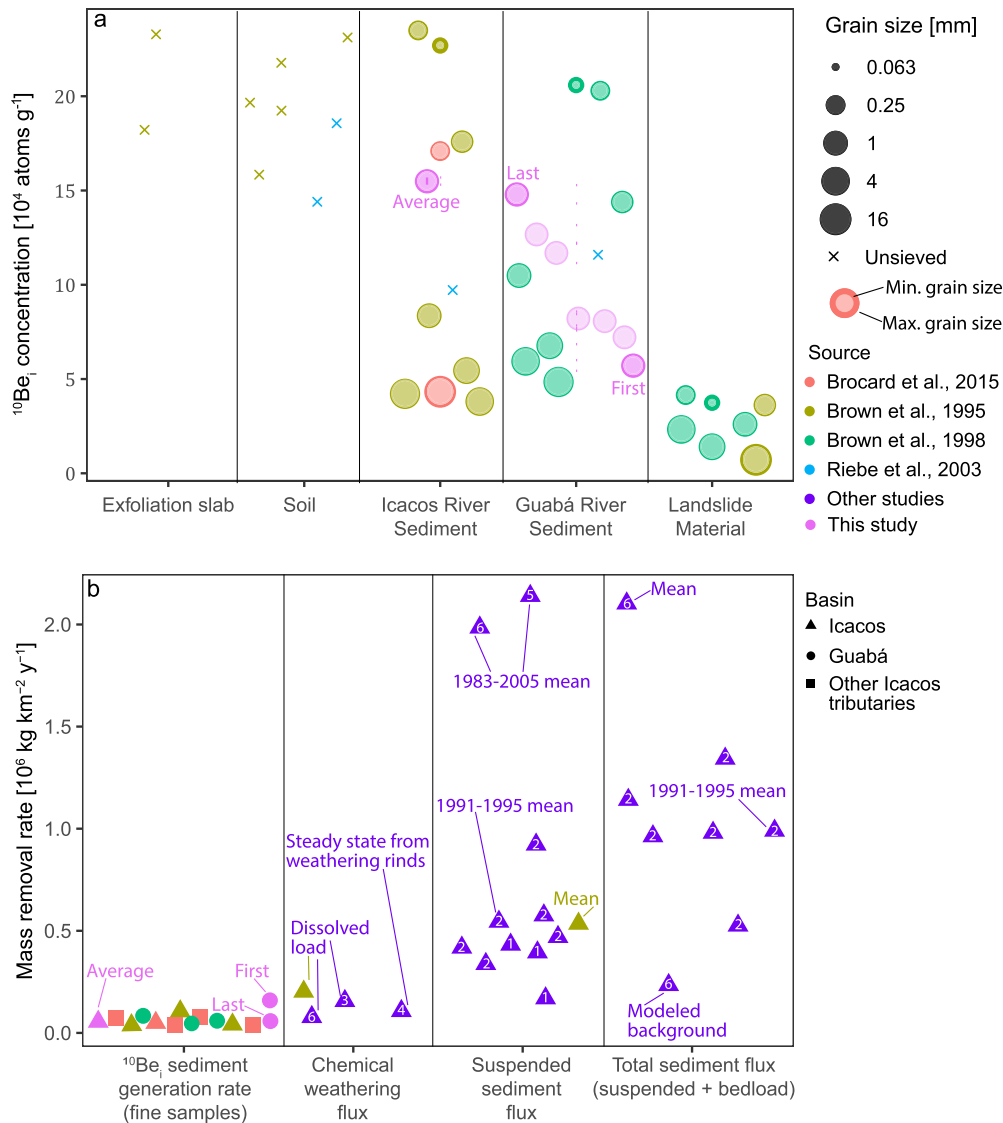 a
¹⁰Beᵢ concentration [10⁴ atoms g⁻¹]
20
15
10
5
0
Average
Last
First
Exfoliation slab
Soil
Icacos River
Sediment
Guabá River
Sediment
Landslide
Material
Grain size [mm]
0.063
0.25
1
4
16
Unsieved
Min. grain size
Max. grain size
Source
Brocard et al., 2015
Brown et al., 1995
Brown et al., 1998
Riebe et al., 2003
Other studies
This study
b
Mass removal rate [10⁶ kg km⁻² y⁻¹]
2.0
1.5
1.0
0.5
0.0
Average
First
Last
Dissolved
load
Steady state from
weathering rinds
6
3
4
6
5
1983-2005 mean
1991-1995 mean
2
Mean
2
2
2
2
2
1
1
1
6
Mean
2
2
1991-1995 mean
2
2
2
2
6
Modeled
background
¹⁰Beᵢ sediment
generation rate
(fine samples)
Chemical
weathering
flux
Suspended
sediment
flux
Total sediment flux
(suspended + bedload)
Basin
Icacos
Guabá
Other Icacos
tributaries